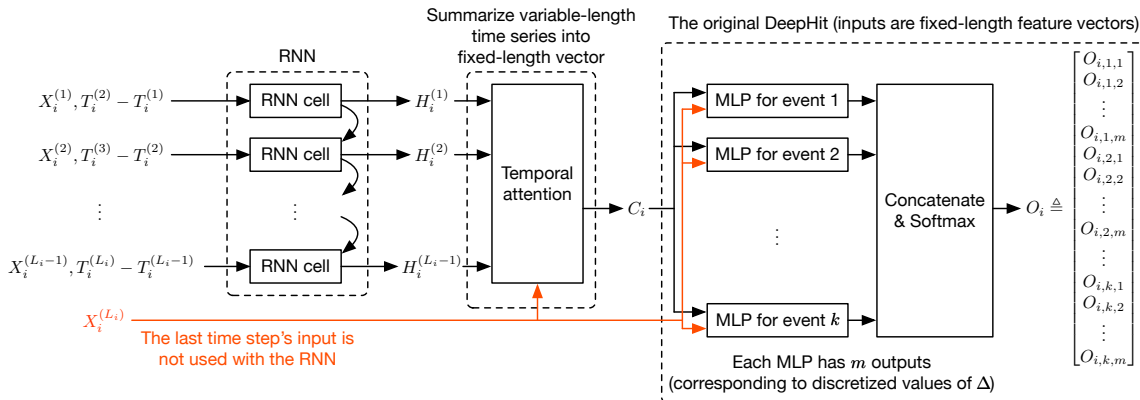 Summarize variable-length
time series into
fixed-length vector
The original DeepHit (inputs are fixed-length feature vectors)
RNN
X_i^{(1)}, T_i^{(2)} − T_i^{(1)}
RNN cell
H_i^{(1)}
X_i^{(2)}, T_i^{(3)} − T_i^{(2)}
RNN cell
H_i^{(2)}
⋮
⋮
X_i^{(L_i−1)}, T_i^{(L_i)} − T_i^{(L_i−1)}
RNN cell
H_i^{(L_i−1)}
Temporal
attention
C_i
X_i^{(L_i)}
The last time step's input is
not used with the RNN
MLP for event 1
MLP for event 2
⋮
MLP for event k
Each MLP has m outputs
(corresponding to discretized values of Δ)
Concatenate
& Softmax
O_i ≜
O_{i,1,1}
O_{i,1,2}
⋮
O_{i,1,m}
O_{i,2,1}
O_{i,2,2}
⋮
O_{i,2,m}
⋮
O_{i,k,1}
O_{i,k,2}
⋮
O_{i,k,m}